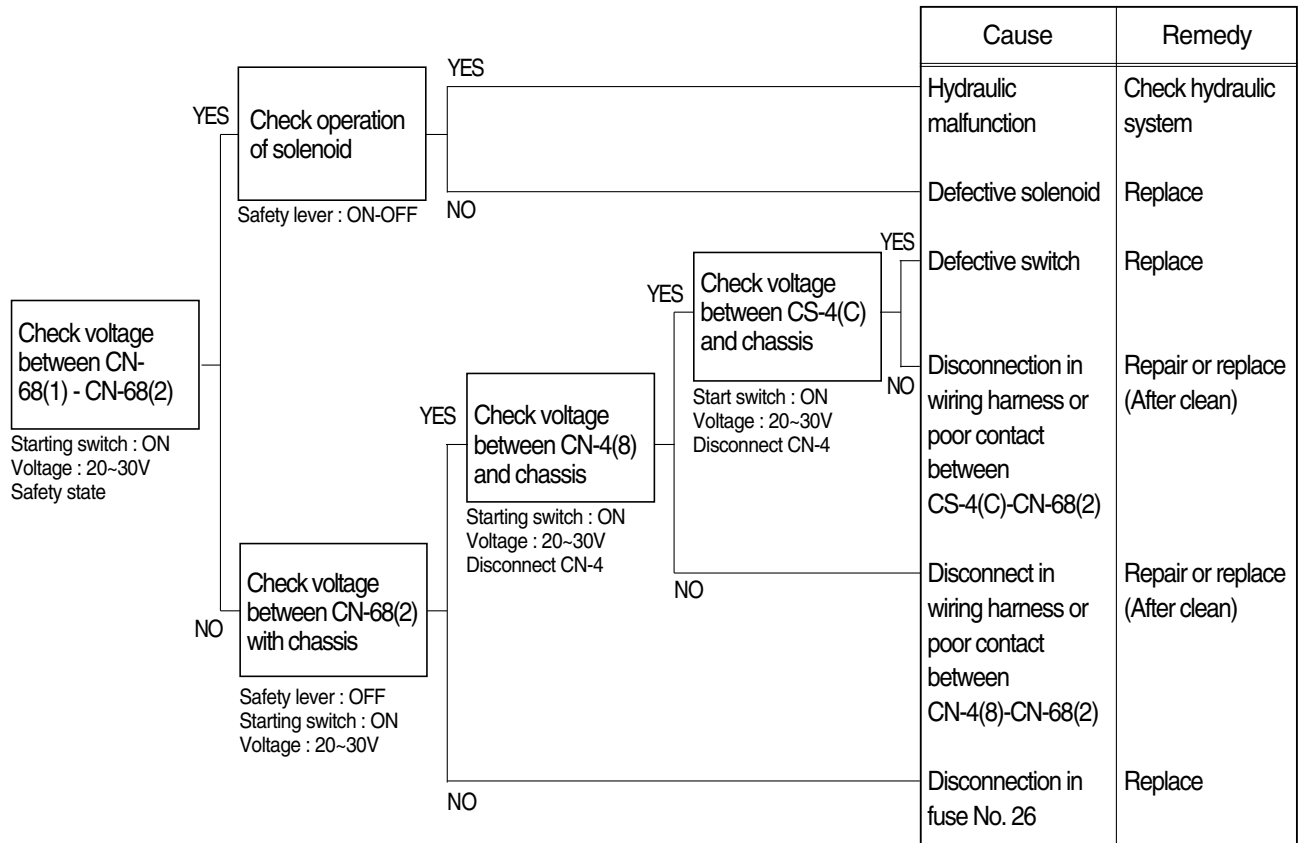 Cause
Remedy
YES
Hydraulic
malfunction
Check hydraulic
system
YES
Check operation
of solenoid
Safety lever : ON-OFF
NO
Defective solenoid
Replace
YES
Defective switch
Replace
YES
Check voltage
between CS-4(C)
and chassis
NO
Start switch : ON
Voltage : 20~30V
Disconnect CN-4
Disconnection in
wiring harness or
poor contact
between
CS-4(C)-CN-68(2)
Repair or replace
(After clean)
Check voltage
between CN-
68(1) - CN-68(2)
Starting switch : ON
Voltage : 20~30V
Safety state
YES
Check voltage
between CN-4(8)
and chassis
Starting switch : ON
Voltage : 20~30V
Disconnect CN-4
NO
Disconnect in
wiring harness or
poor contact
between
CN-4(8)-CN-68(2)
Repair or replace
(After clean)
NO
Check voltage
between CN-68(2)
with chassis
Safety lever : OFF
Starting switch : ON
Voltage : 20~30V
NO
Disconnection in
fuse No. 26
Replace